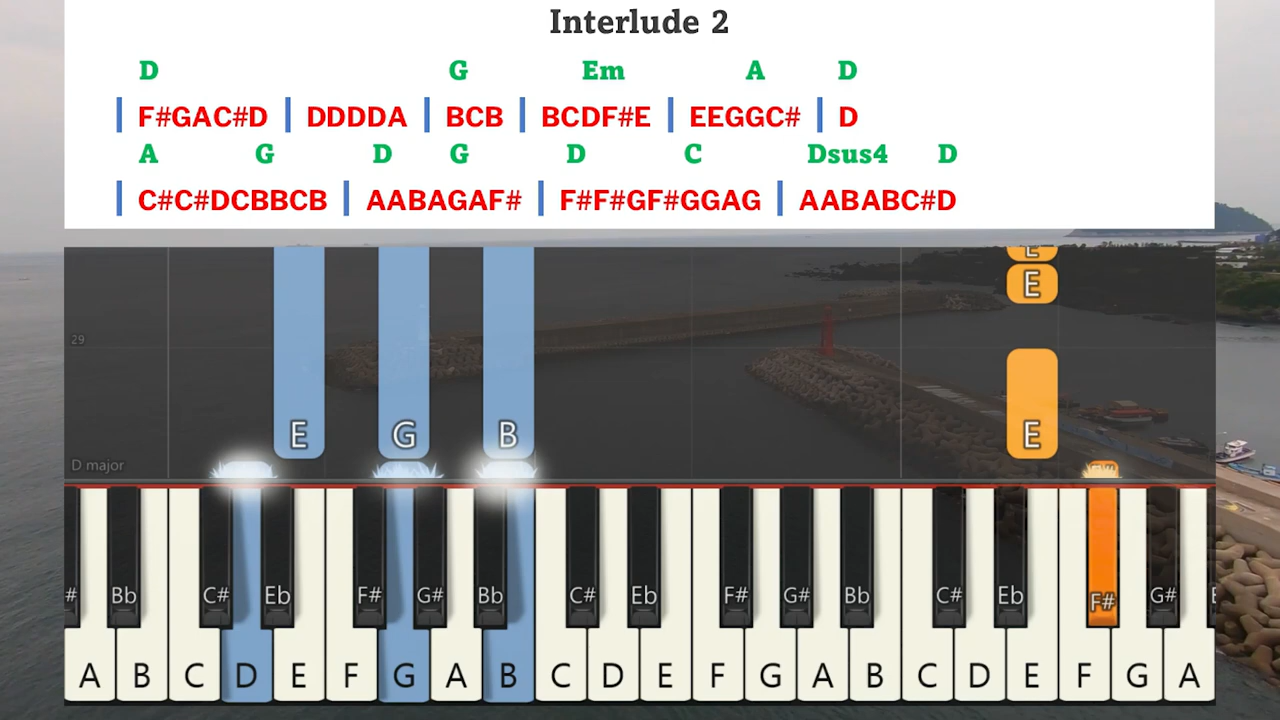 Interlude 2
D G Em A D
| F#GAC#D | DDDDA | BCB | BCDF#E | EEGGC# | D
A G D G D C Dsus4 D
| C#C#DCBBCB | AABAGAF# | F#F#GF#GGAG | AABABC#D
E
E
29
E
E G B
D major
F#
# Bb C# Eb F# G# Bb C# Eb F# G# Bb C# Eb F# G#
A B C D E F G A B C D E F G A B C D E F G A